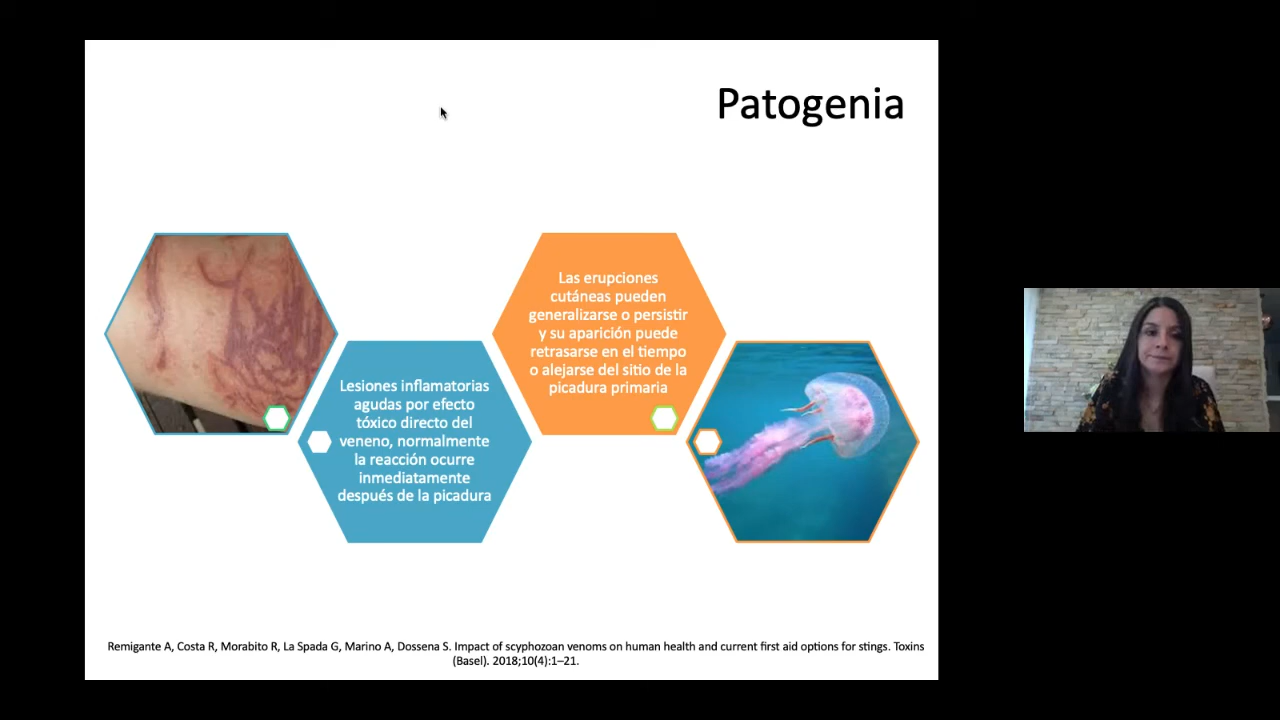 Patogenia
Lesiones inflamatorias
agudas por efecto
tóxico directo del
veneno, normalmente
la reacción ocurre
inmediatamente
después de la picadura
Las erupciones
cutáneas pueden
generalizarse o persistir
y su aparición puede
retrasarse en el tiempo
o alejarse del sitio de la
picadura primaria
Remigante A, Costa R, Morabito R, La Spada G, Marino A, Dossena S. Impact of scyphozoan venoms on human health and current first aid options for stings. Toxins
(Basel). 2018;10(4):1–21.